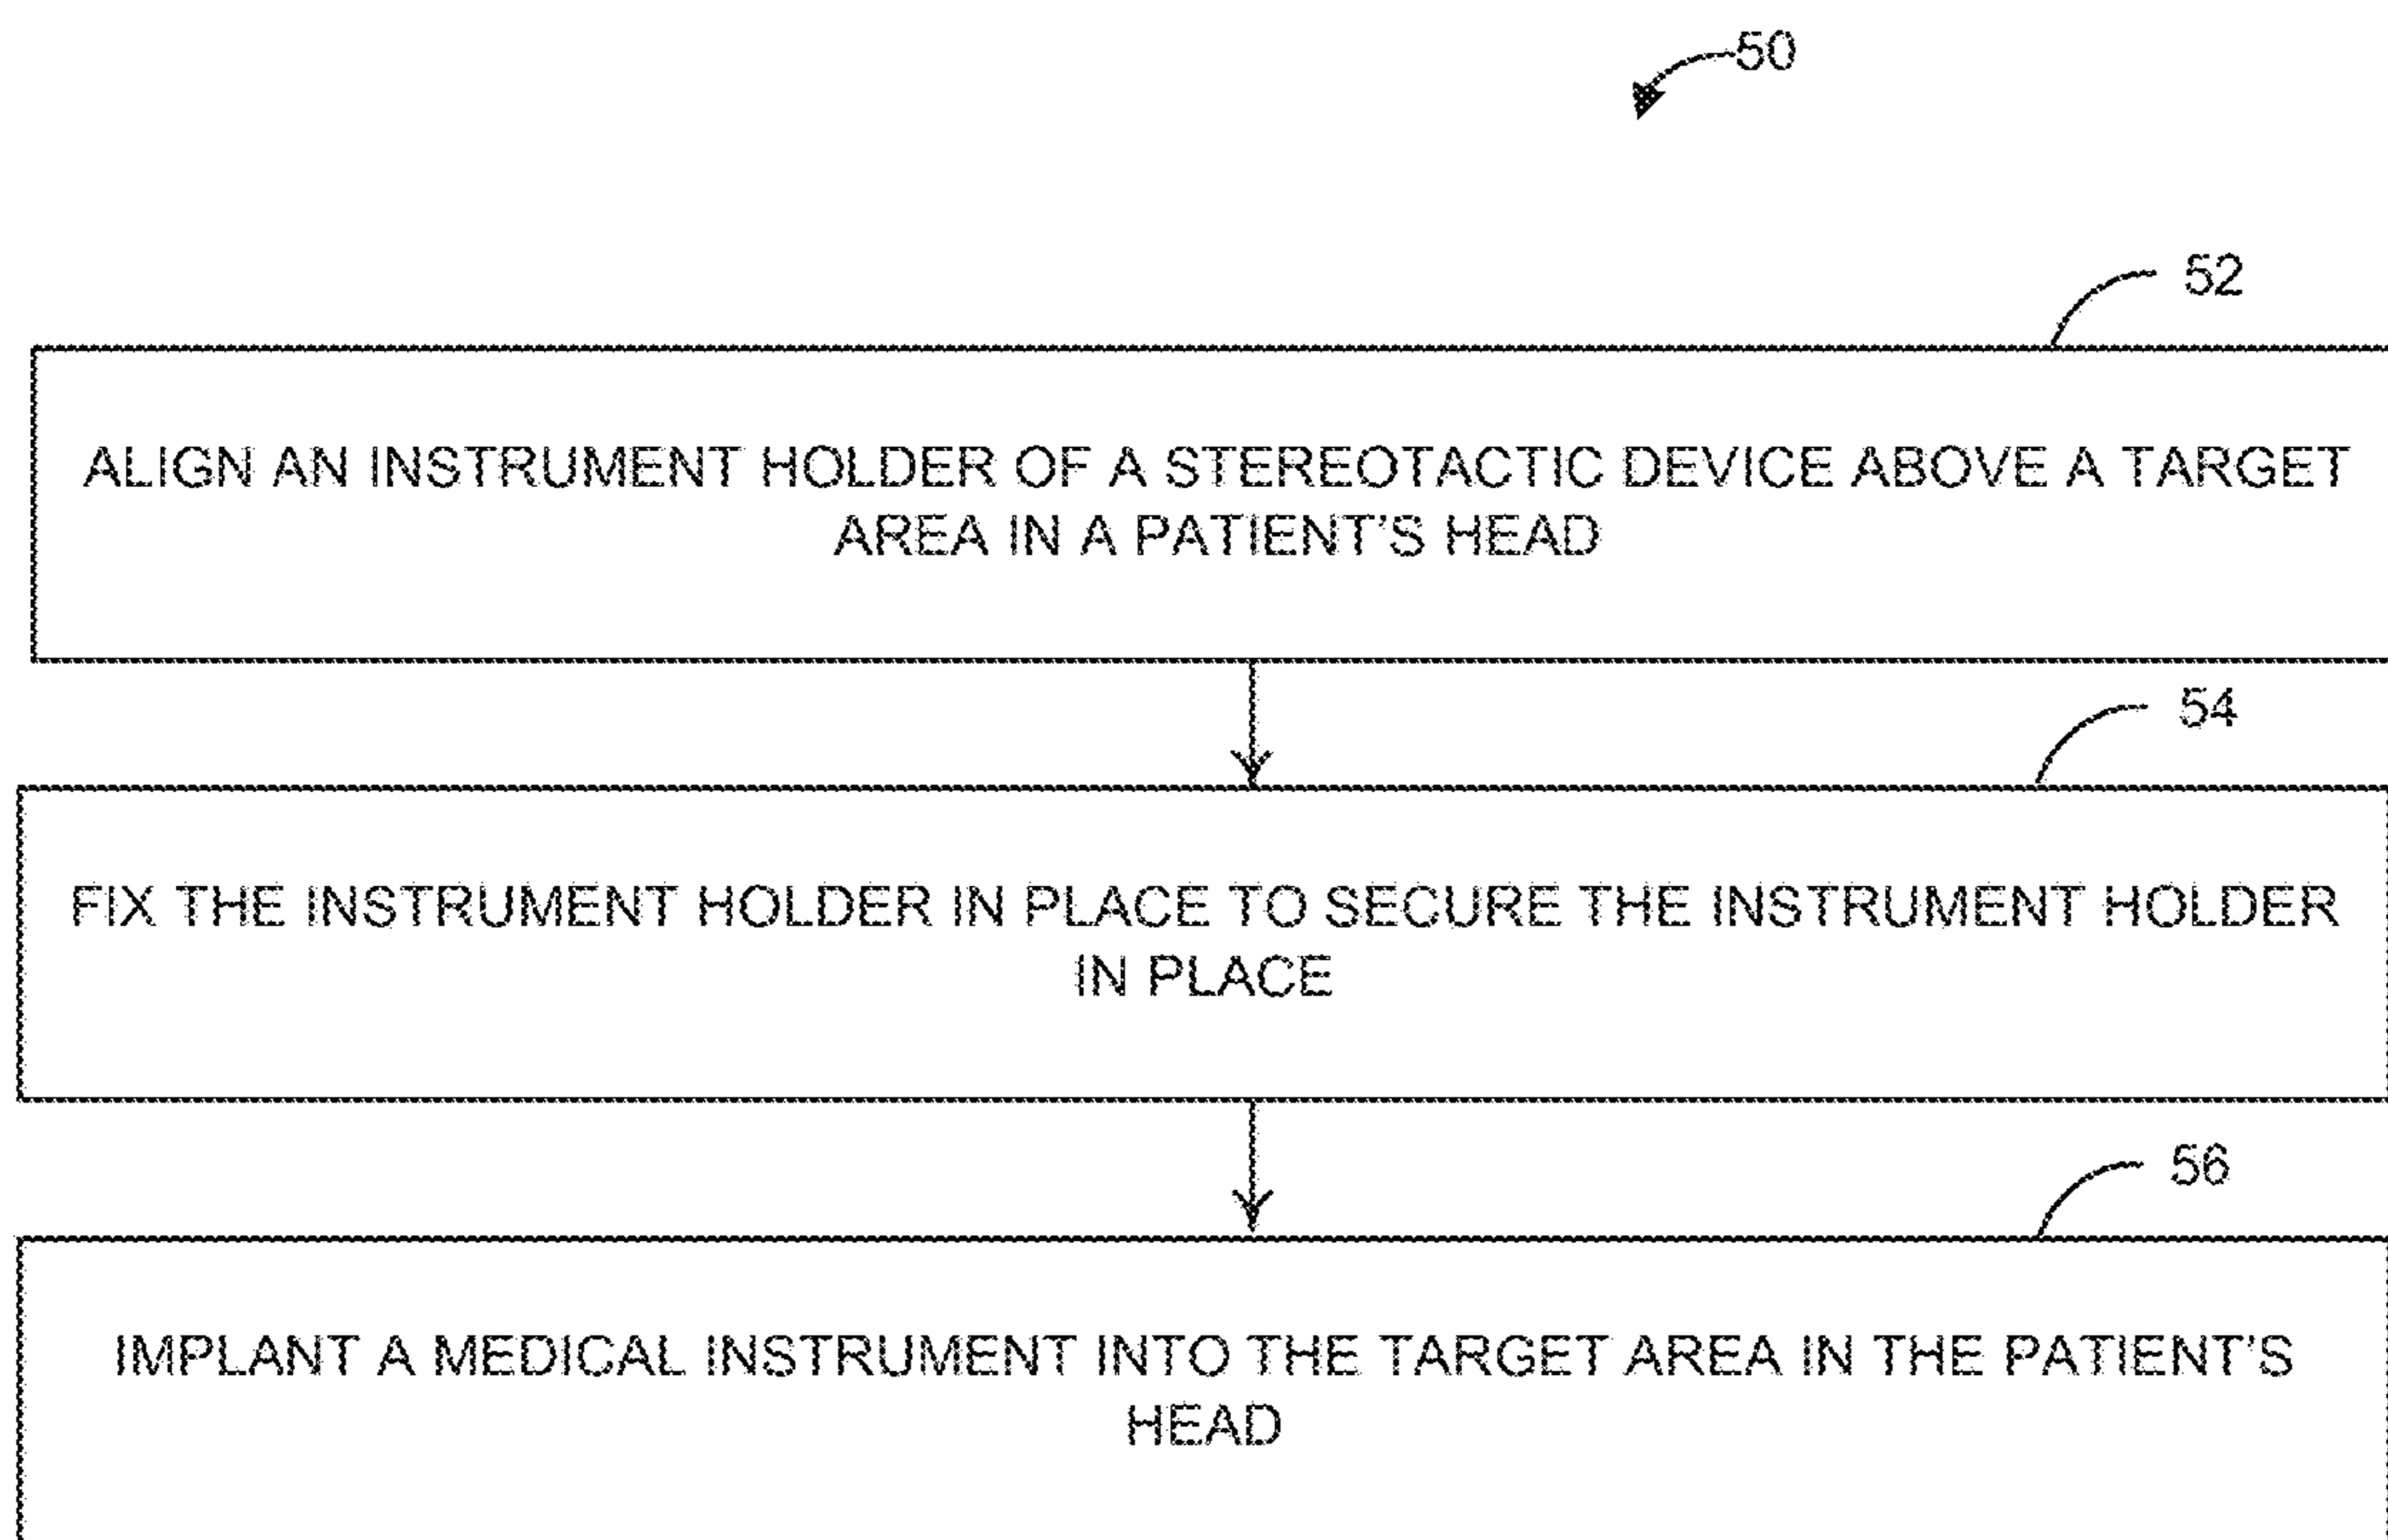 50
52
ALIGN AN INSTRUMENT HOLDER OF A STEREOTACTIC DEVICE ABOVE A TARGET
AREA IN A PATIENT'S HEAD
54
FIX THE INSTRUMENT HOLDER IN PLACE TO SECURE THE INSTRUMENT HOLDER
IN PLACE
56
IMPLANT A MEDICAL INSTRUMENT INTO THE TARGET AREA IN THE PATIENT'S
HEAD